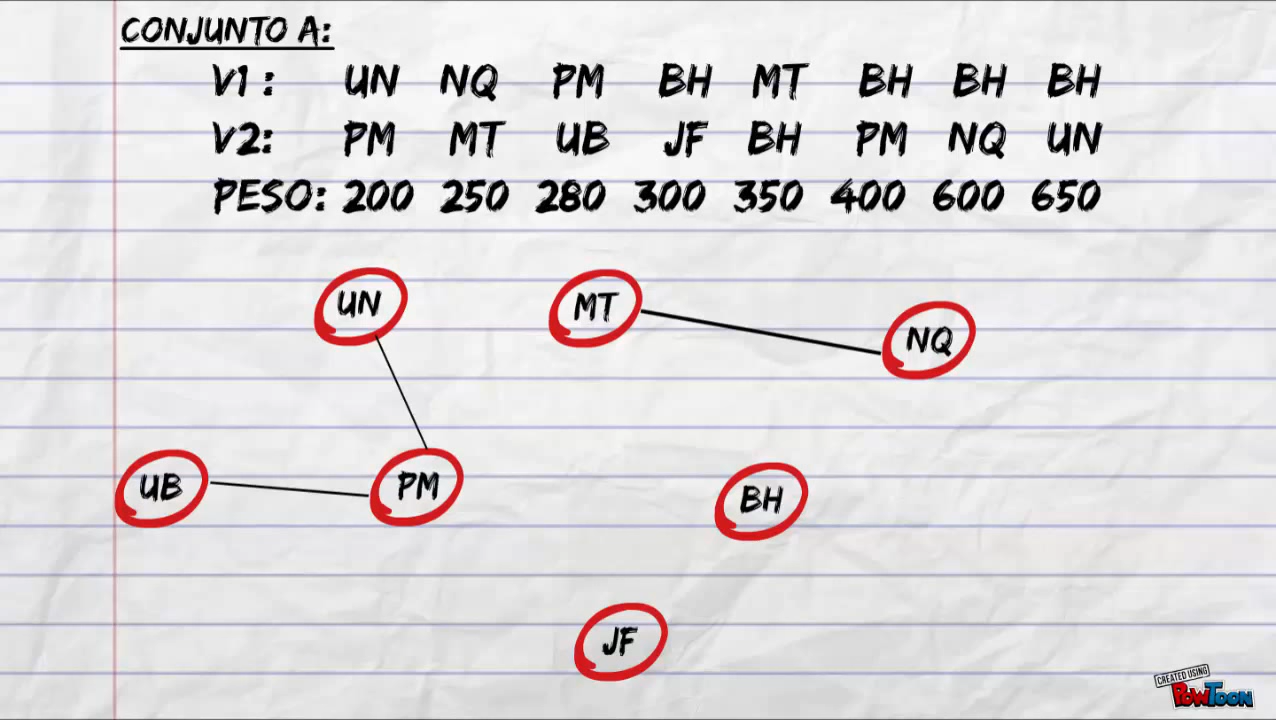 CONJUNTO A:
V1 : UN NQ PM BH MT BH BH BH
V2: PM MT UB JF BH PM NQ UN
PESO: 200 250 280 300 350 400 600 650
UN
MT
NQ
UB
PM
BH
JF
CREATED USING
POWTOON